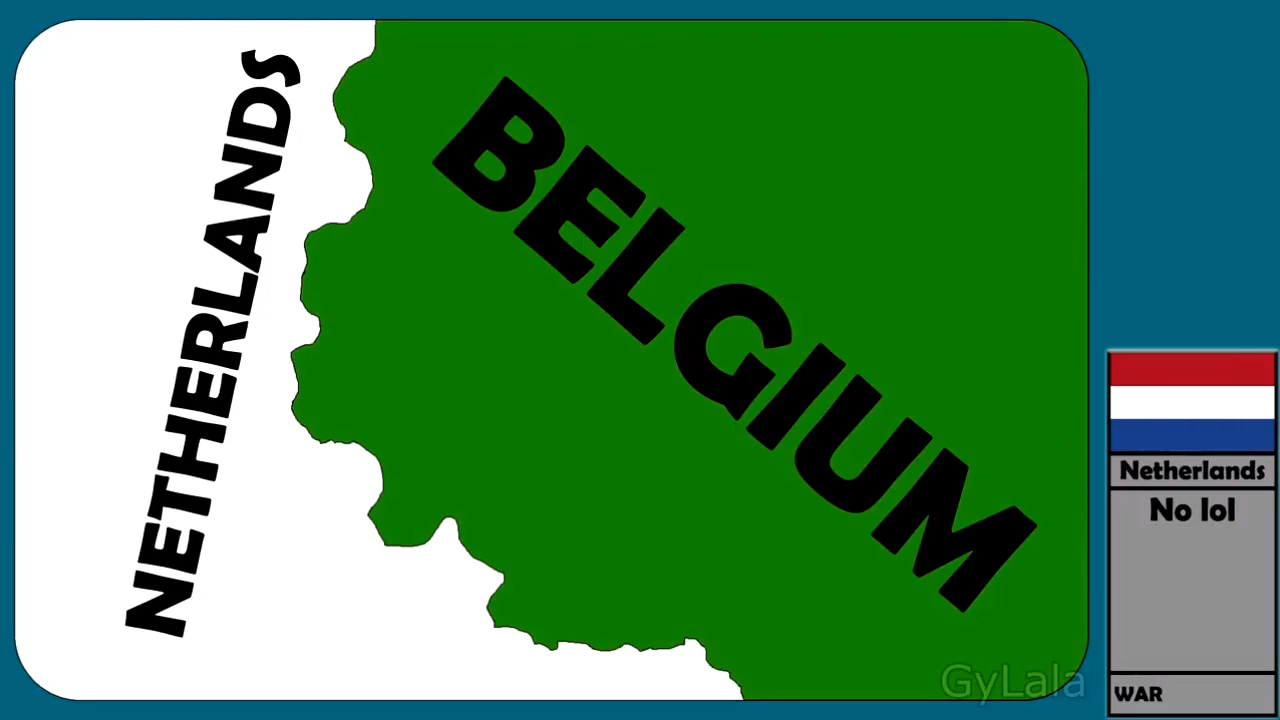 NETHERLANDS
BELGIUM
Netherlands
No lol
WAR
GyLala